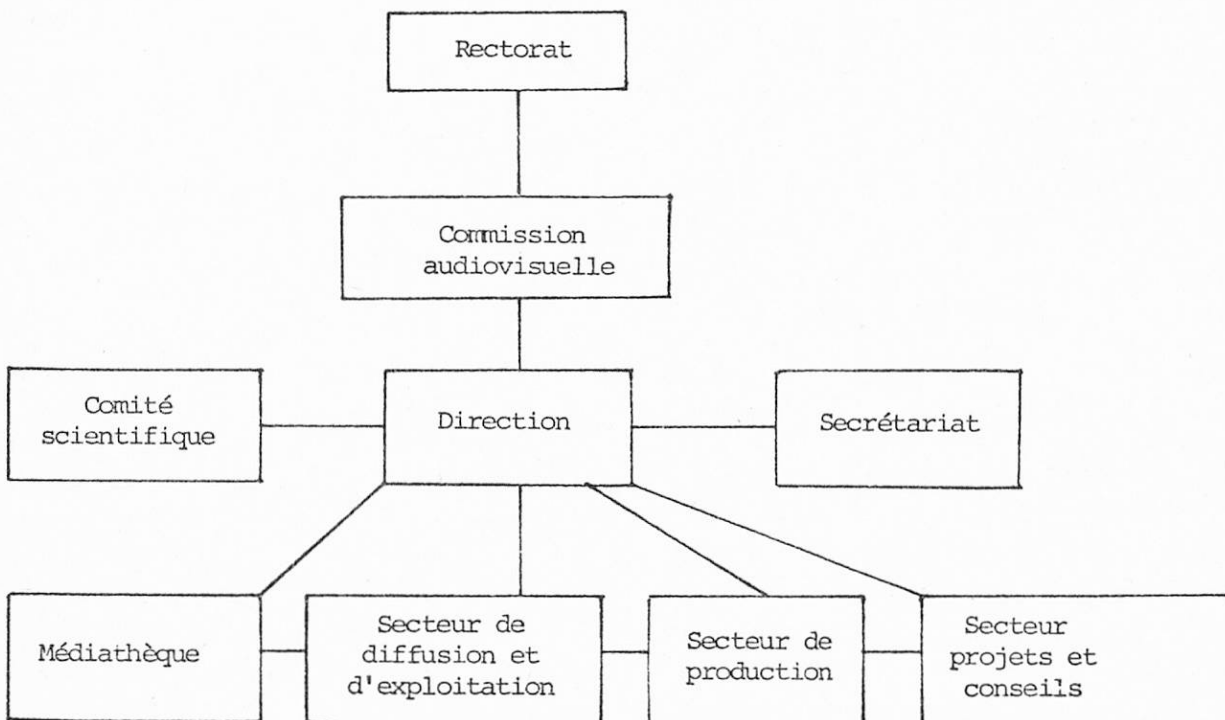 Rectorat
Commission
audiovisuelle
Comité
scientifique
Direction
Secrétariat
Médiathèque
Secteur de
diffusion et
d'exploitation
Secteur de
production
Secteur
projets et
conseils